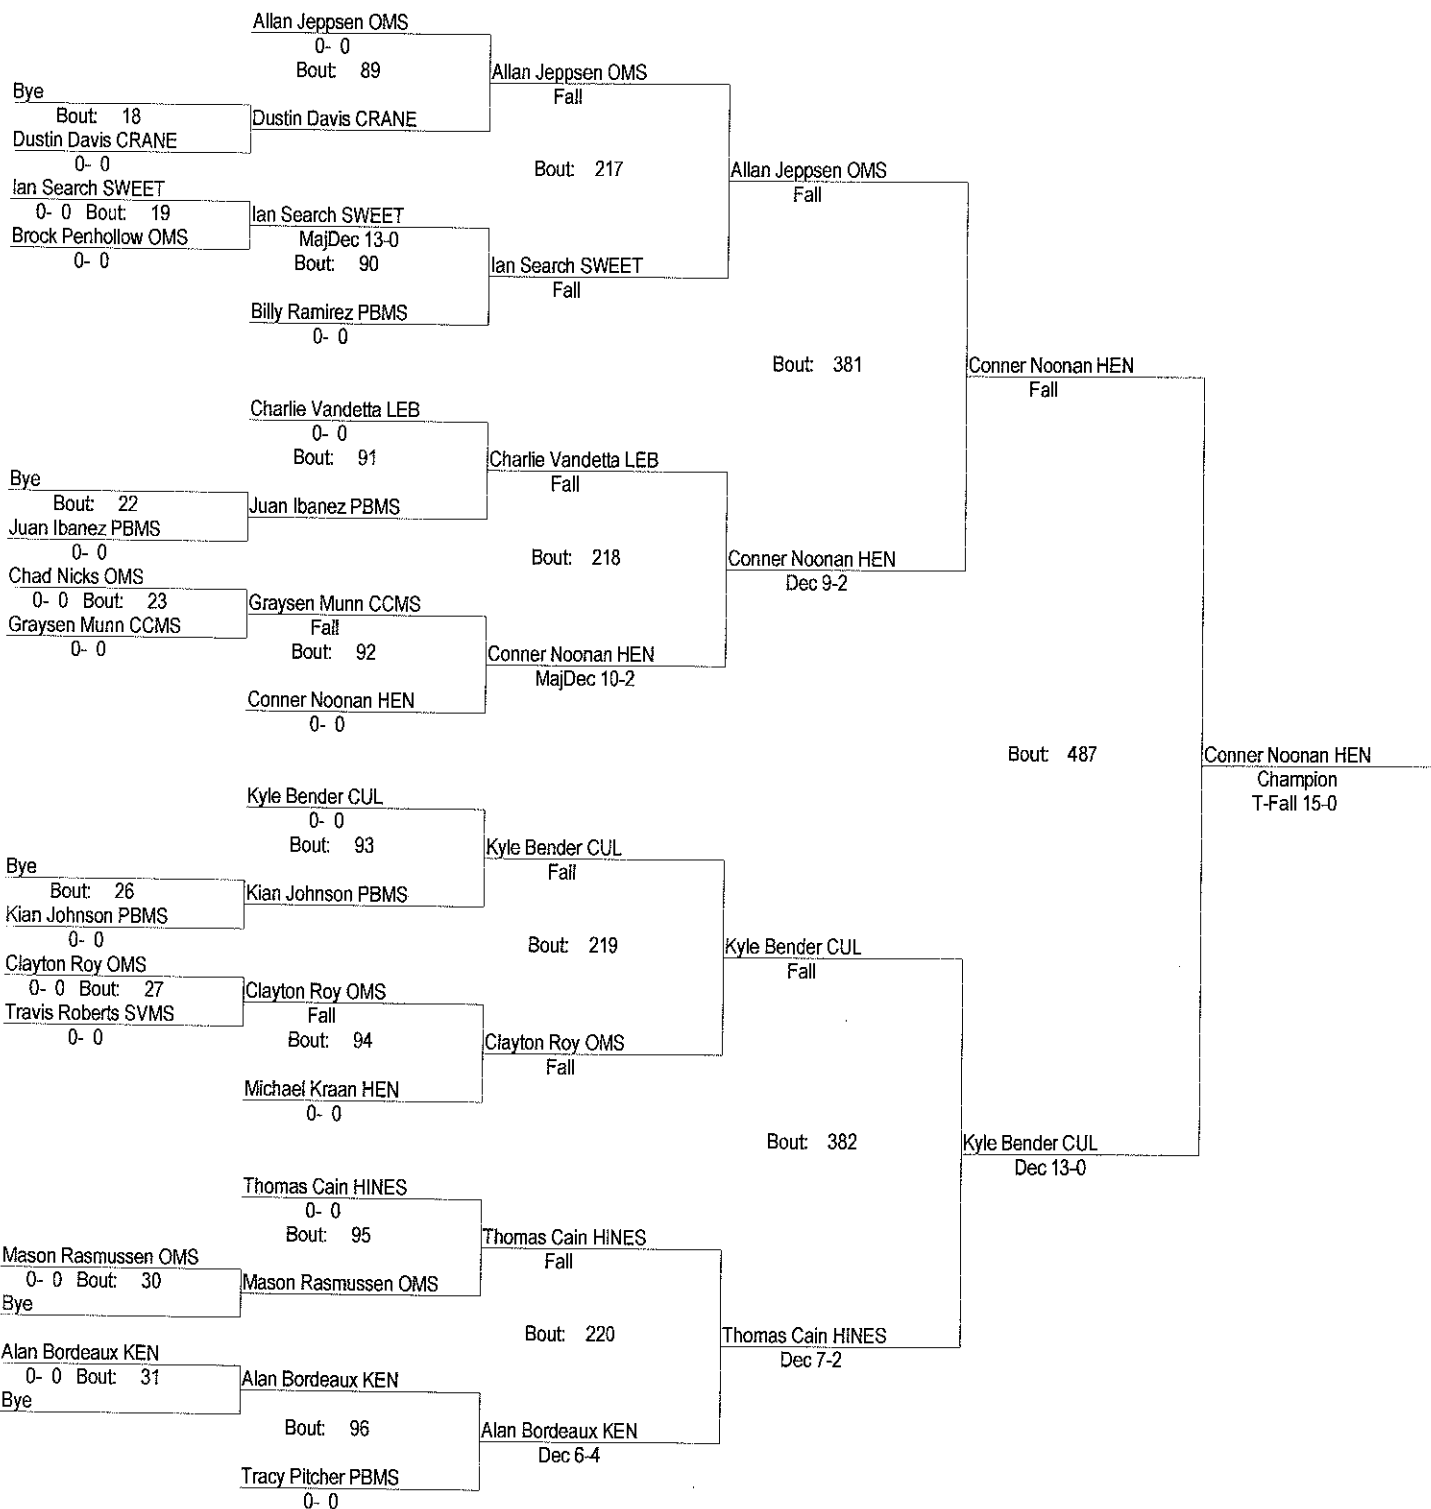 Allan Jeppsen OMS
0- 0
Bout: 89
Allan Jeppsen OMS
Fall
Bye
Bout: 18
Dustin Davis CRANE
Dustin Davis CRANE
0- 0
Bout: 217
Allan Jeppsen OMS
Fall
Ian Search SWEET
0- 0 Bout: 19
Ian Search SWEET
Brock Penhollow OMS
MajDec 13-0
0- 0
Bout: 90
Ian Search SWEET
Fall
Billy Ramirez PBMS
0- 0
Bout: 381
Conner Noonan HEN
Fall
Charlie Vandetta LEB
0- 0
Bout: 91
Charlie Vandetta LEB
Fall
Bye
Bout: 22
Juan Ibanez PBMS
Juan Ibanez PBMS
0- 0
Bout: 218
Conner Noonan HEN
Dec 9-2
Chad Nicks OMS
0- 0 Bout: 23
Graysen Munn CCMS
Graysen Munn CCMS
Fall
0- 0
Bout: 92
Conner Noonan HEN
MajDec 10-2
Conner Noonan HEN
0- 0
Bout: 487
Conner Noonan HEN
Champion
T-Fall 15-0
Kyle Bender CUL
0- 0
Bout: 93
Kyle Bender CUL
Fall
Bye
Bout: 26
Kian Johnson PBMS
Kian Johnson PBMS
0- 0
Bout: 219
Kyle Bender CUL
Fall
Clayton Roy OMS
0- 0 Bout: 27
Clayton Roy OMS
Travis Roberts SVMS
Fall
0- 0
Bout: 94
Clayton Roy OMS
Fall
Michael Kraan HEN
0- 0
Bout: 382
Kyle Bender CUL
Dec 13-0
Thomas Cain HINES
0- 0
Bout: 95
Thomas Cain HINES
Fall
Mason Rasmussen OMS
0- 0 Bout: 30
Mason Rasmussen OMS
Bye
Bout: 220
Thomas Cain HINES
Dec 7-2
Alan Bordeaux KEN
0- 0 Bout: 31
Alan Bordeaux KEN
Bye
Bout: 96
Alan Bordeaux KEN
Dec 6-4
Tracy Pitcher PBMS
0- 0